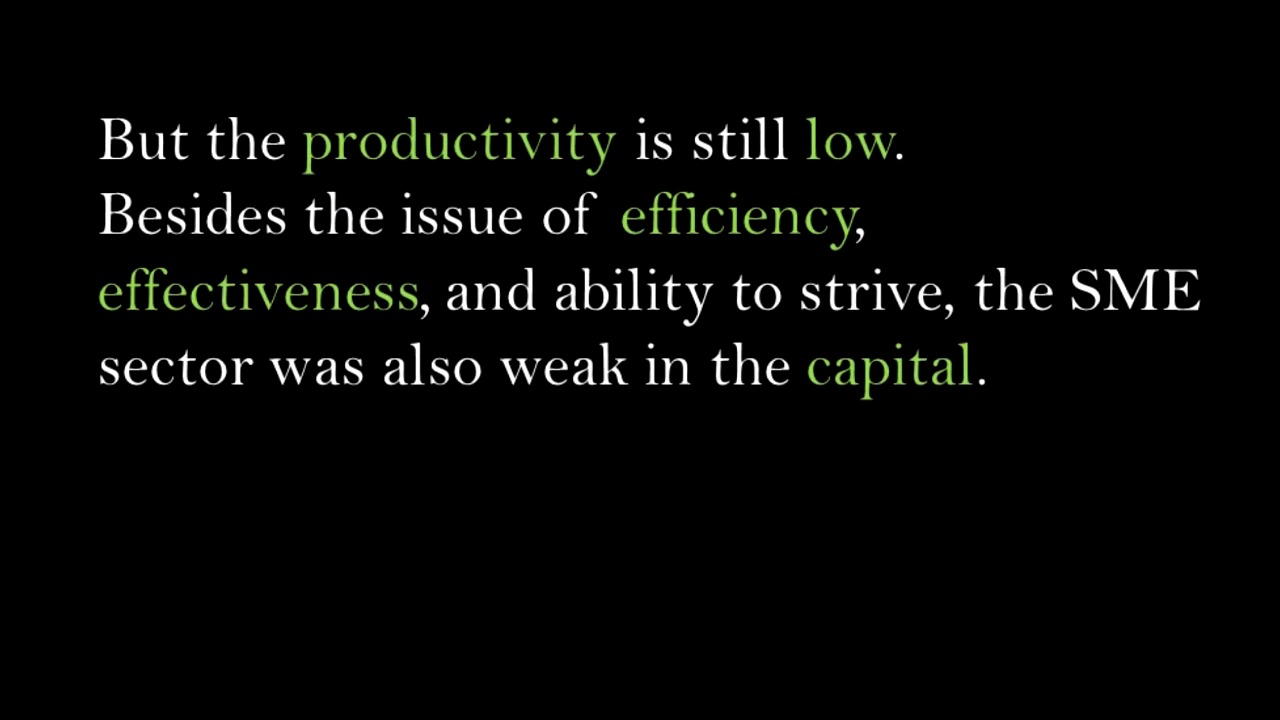 But the productivity is still low.
Besides the issue of efficiency,
effectiveness, and ability to strive, the SME
sector was also weak in the capital.